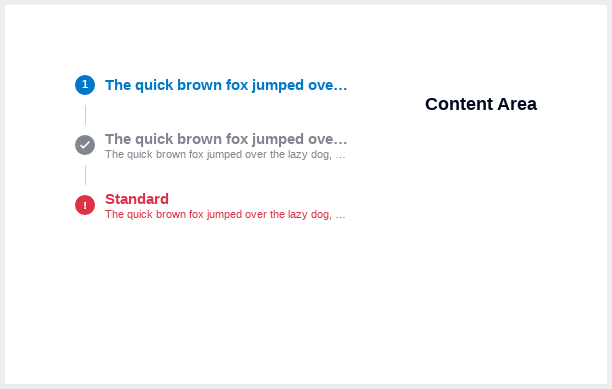 1 The quick brown fox jumped ove...
Content Area
The quick brown fox jumped ove...
The quick brown fox jumped over the lazy dog, ...
! Standard
The quick brown fox jumped over the lazy dog, ...